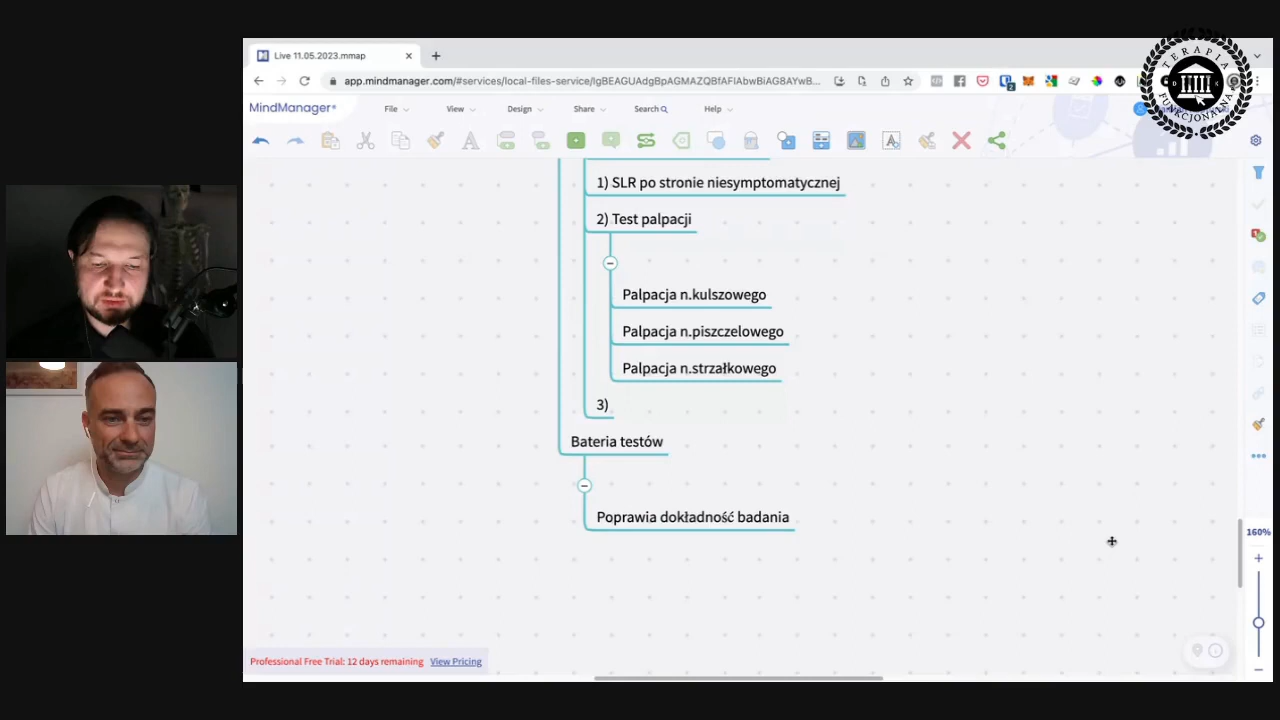 Live 11.05.2023.mmap
app.mindmanager.com/#services/local-files-service/
MindManager
File
View
Design
Share
Search
Help
TERAPIA
FUNKCJONALNA
1) SLR po stronie niesymptomatycznej
2) Test palpacji
Palpacja n.kulszowego
Palpacja n.piszczelowego
Palpacja n.strzałkowego
3)
Bateria testów
Poprawia dokładność badania
160%
Professional Free Trial: 12 days remaining View Pricing